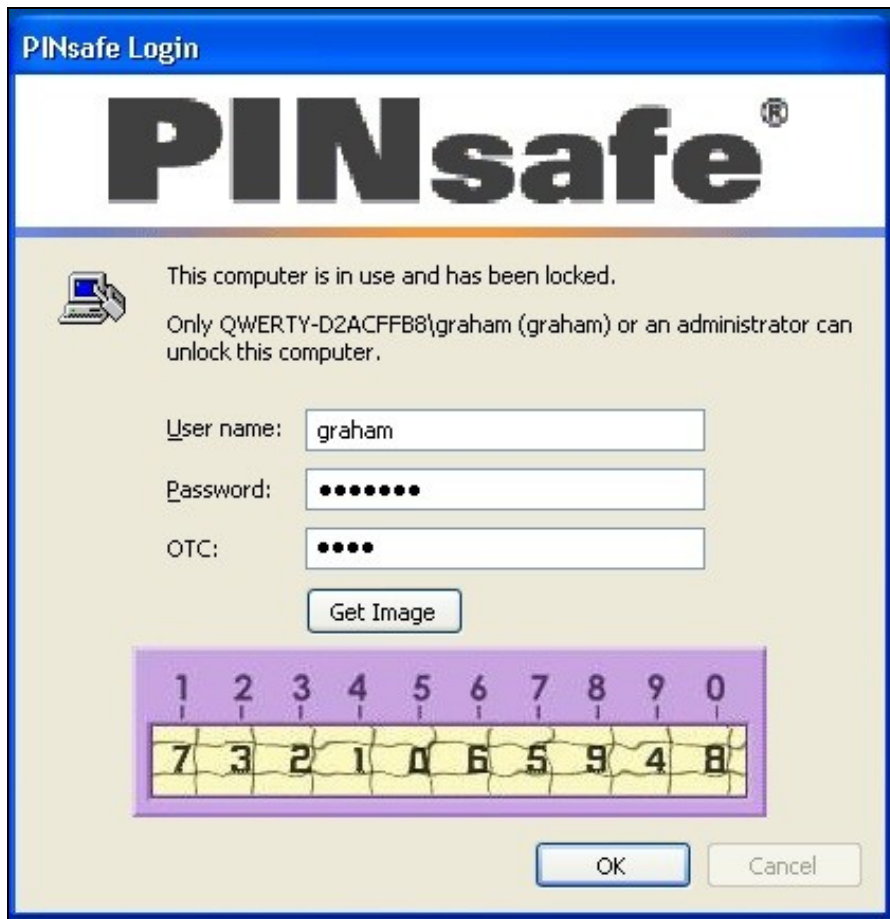 PINsafe Login
PINsafe®
This computer is in use and has been locked.
Only QWERTY-D2ACFFB8\graham (graham) or an administrator can
unlock this computer.
User name: graham
Password: •••••••
OTC: ••••
Get Image
1 2 3 4 5 6 7 8 9 0
7 3 2 1 0 6 5 9 4 8
OK Cancel